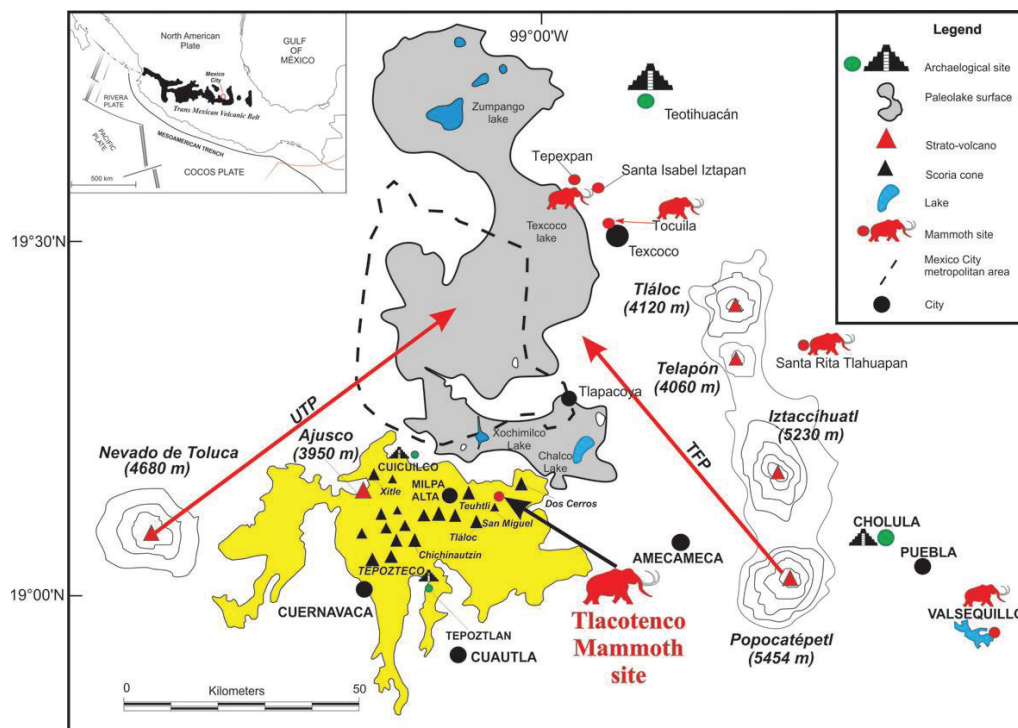 North American
Plate
GULF
OF
MÉXICO
Mexico
City
RIVERA PLATE
Trans Mexican Volcanic Belt
PACIFIC
PLATE
MESOAMERICAN TRENCH
COCOS PLATE
500 km
99°00'W
19°30'N
19°00'N
Zumpango
lake
Teotihuacán
Tepexpan
Santa Isabel Iztapan
Texcoco
lake
Tocuila
Texcoco
Tláloc
(4120 m)
Telapón
(4060 m)
Santa Rita Tlahuapan
Iztaccíhuatl
(5230 m)
Tlapacoya
UTP
TFP
Xochimilco
Lake
Chalco
Lake
Nevado de Toluca
(4680 m)
Ajusco
(3950 m)
CUICUILCO
Xitle
MILPA
ALTA
Teuhtli
Dos Cerros
San Miguel
Tláloc
Chichinautzin
TEPOZTECO
CUERNAVACA
TEPOZTLAN
CUAUTLA
AMECAMECA
Tlacotenco
Mammoth
site
CHOLULA
PUEBLA
VALSEQUILLO
Popocatépetl
(5454 m)
0
50
Kilometers
Legend
Archaelogical site
Paleolake surface
Strato-volcano
Scoria cone
Lake
Mammoth site
Mexico City
metropolitan area
City